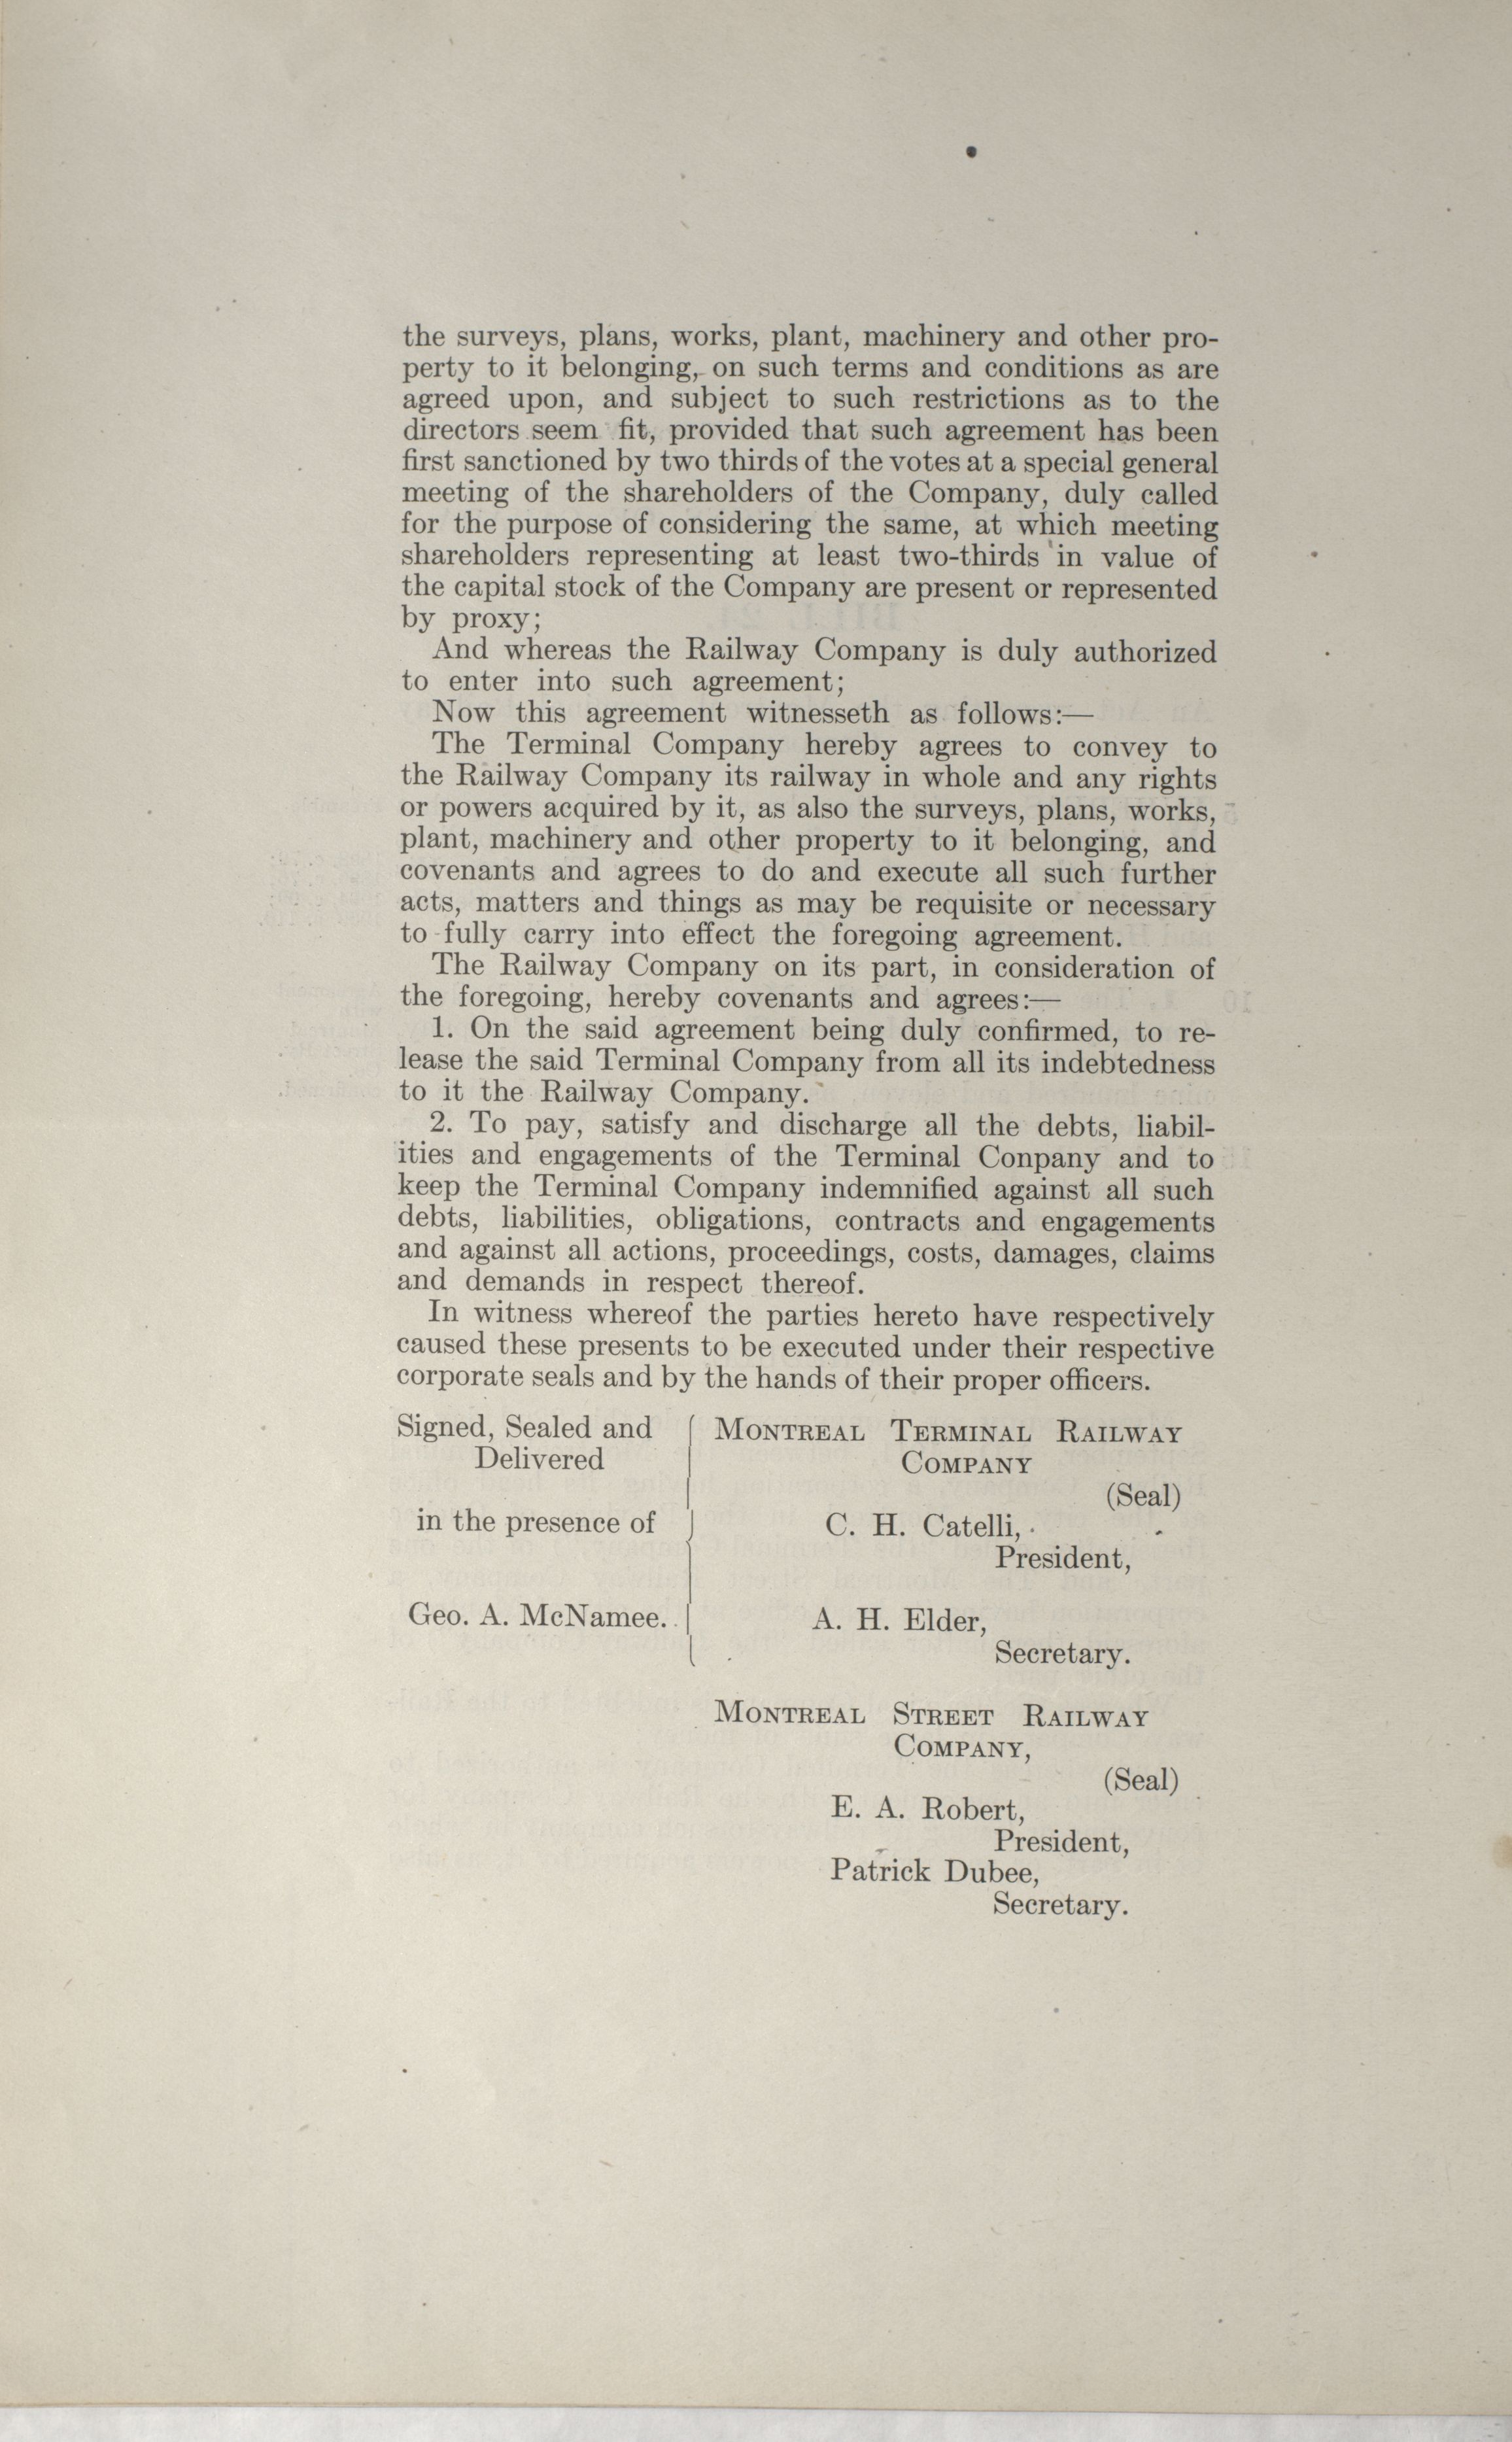 the surveys, plans, works, plant, machinery and other pro-
perty to it belonging, on such terms and conditions as are
agreed upon, and subject to such restrictions as to the
directors seem fit, provided that such agreement has been
first sanctioned by two thirds of the votes at a special general
meeting of the shareholders of the Company, duly called
for the purpose of considering the same, at which meeting
shareholders representing at least two-thirds in value of
the capital stock of the Company are present or represented
by proxy;
And whereas the Railway Company is duly authorized
to enter into such agreement;
Now this agreement witnesseth as follows:—
The Terminal Company hereby agrees to convey to
the Railway Company its railway in whole and any rights
or powers acquired by it, as also the surveys, plans, works,
plant, machinery and other property to it belonging, and
covenants and agrees to do and execute all such further
acts, matters and things as may be requisite or necessary
to fully carry into effect the foregoing agreement.
The Railway Company on its part, in consideration of
the foregoing, hereby covenants and agrees:—
1. On the said agreement being duly confirmed, to re-
lease the said Terminal Company from all its indebtedness
to it the Railway Company.
2. To pay, satisfy and discharge all the debts, liabil-
ities and engagements of the Terminal Conpany and to
keep the Terminal Company indemnified against all such
debts, liabilities, obligations, contracts and engagements
and against all actions, proceedings, costs, damages, claims
and demands in respect thereof.
In witness whereof the parties hereto have respectively
caused these presents to be executed under their respective
corporate seals and by the hands of their proper officers.
Signed, Sealed and
Delivered
in the presence of
Geo. A. McNamee.
MONTREAL TERMINAL RAILWAY
COMPANY
(Seal)
C. H. Catelli,
President,
A. H. Elder,
Secretary.
MONTREAL STREET RAILWAY
COMPANY,
(Seal)
E. A. Robert,
President,
Patrick Dubee,
Secretary.